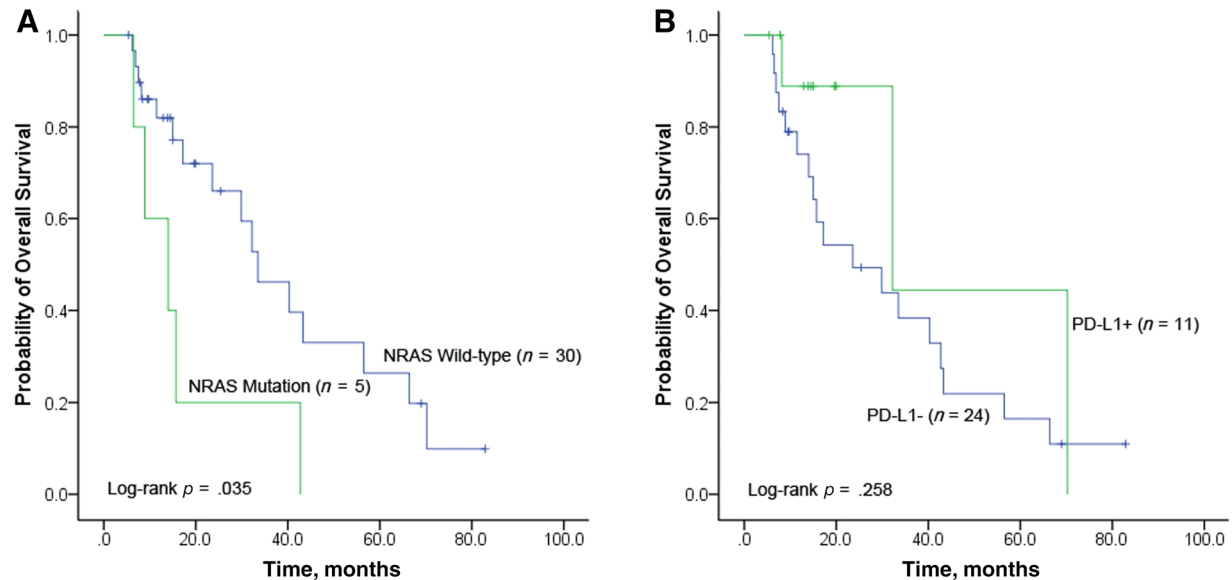 A
Probability of Overall Survival
1.0
0.8
0.6
0.4
0.2
0.0
NRAS Wild-type (n = 30)
NRAS Mutation (n = 5)
Log-rank p = .035
.0 20.0 40.0 60.0 80.0 100.0
Time, months
B
Probability of Overall Survival
1.0
0.8
0.6
0.4
0.2
0.0
PD-L1+ (n = 11)
PD-L1- (n = 24)
Log-rank p = .258
.0 20.0 40.0 60.0 80.0 100.0
Time, months